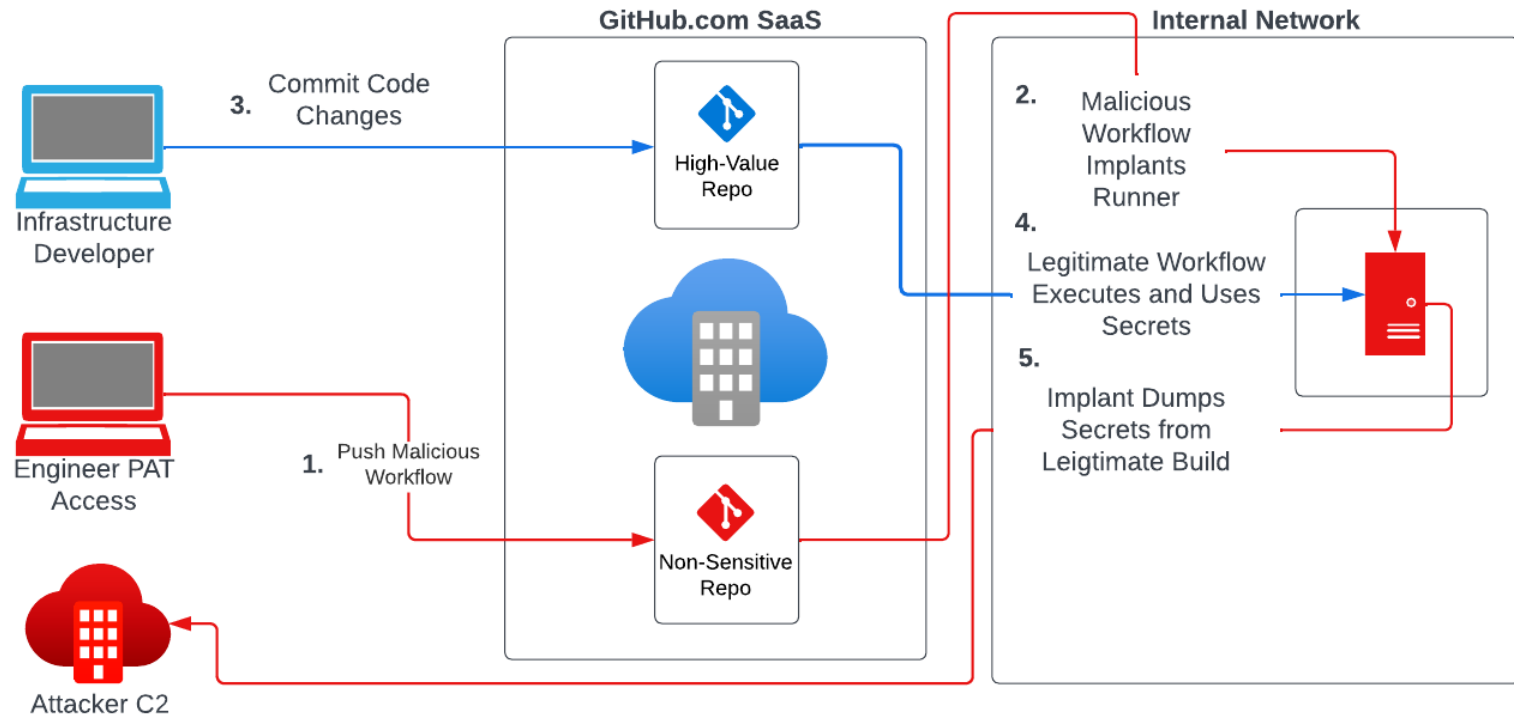 GitHub.com SaaS
Internal Network
3.
Commit Code
Changes
Infrastructure
Developer
High-Value
Repo
2.
Malicious
Workflow
Implants
Runner
4.
Legitimate Workflow
Executes and Uses
Secrets
Engineer PAT
Access
1.
Push Malicious
Workflow
Non-Sensitive
Repo
5.
Implant Dumps
Secrets from
Leigtimate Build
Attacker C2